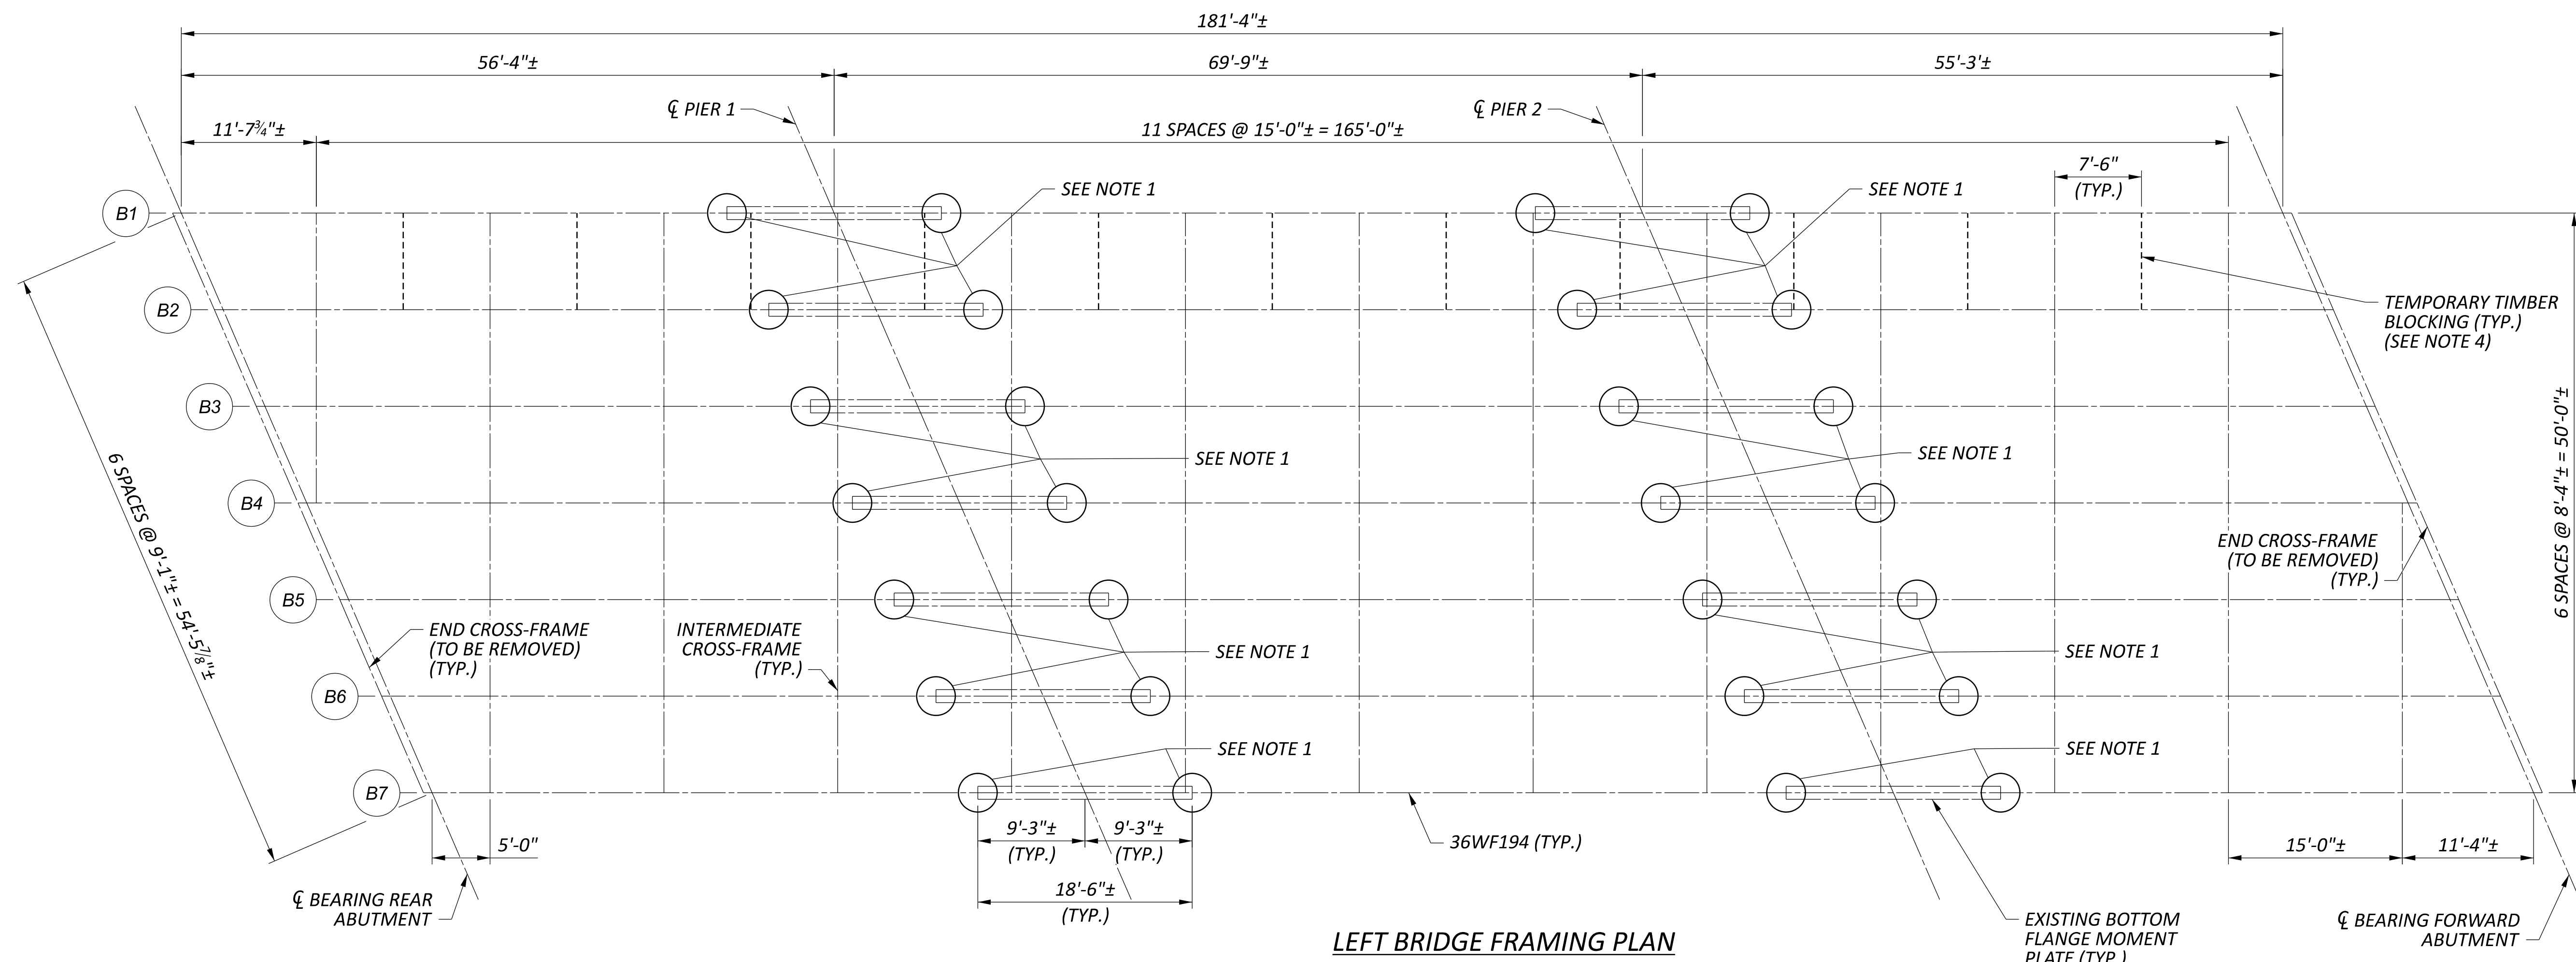 181'-4"±
56'-4"±
69'-9"±
55'-3'±
℄ PIER 1
℄ PIER 2
11'-7¾"±
11 SPACES @ 15'-0"± = 165'-0"±
7'-6"
(TYP.)
SEE NOTE 1
SEE NOTE 1
B1
B2
B3
B4
B5
B6
B7
TEMPORARY TIMBER
BLOCKING (TYP.)
(SEE NOTE 4)
6 SPACES @ 8'-4"± = 50'-0"±
6 SPACES @ 9'-1"± = 54'-5⅞"±
SEE NOTE 1
SEE NOTE 1
END CROSS-FRAME
(TO BE REMOVED)
(TYP.)
END CROSS-FRAME
(TO BE REMOVED)
(TYP.)
INTERMEDIATE
CROSS-FRAME
(TYP.)
SEE NOTE 1
SEE NOTE 1
SEE NOTE 1
SEE NOTE 1
5'-0"
9'-3"±
(TYP.)
9'-3"±
(TYP.)
18'-6"±
(TYP.)
36WF194 (TYP.)
15'-0"±
11'-4"±
℄ BEARING REAR
ABUTMENT
EXISTING BOTTOM
FLANGE MOMENT
PLATE (TYP.)
℄ BEARING FORWARD
ABUTMENT
LEFT BRIDGE FRAMING PLAN